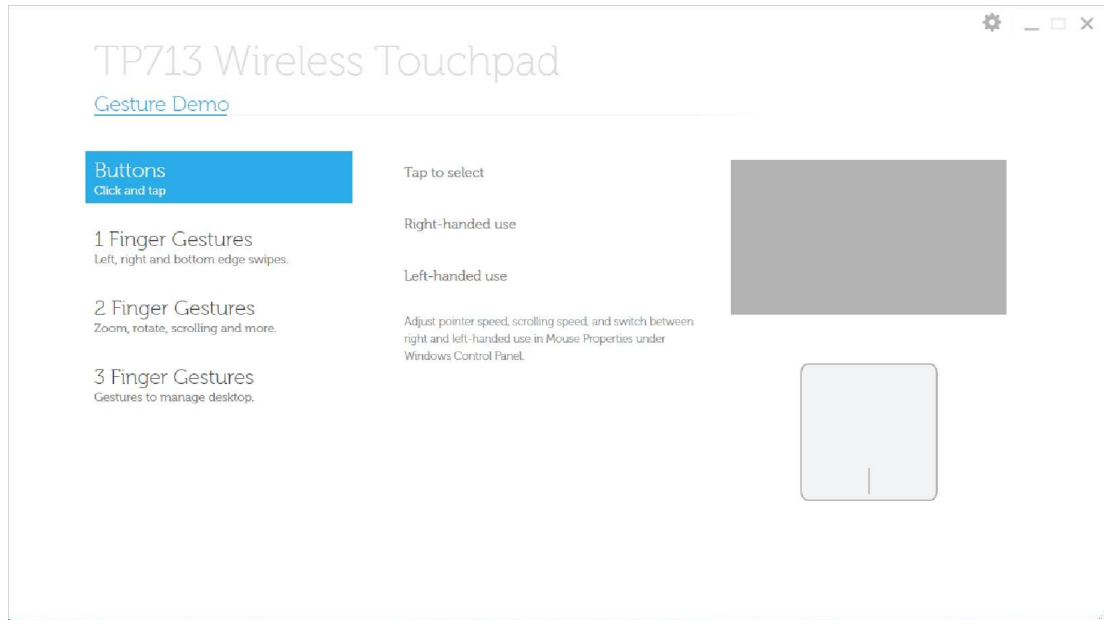 TP713 Wireless Touchpad
Gesture Demo
Buttons
Click and tap
1 Finger Gestures
Left, right and bottom edge swipes.
2 Finger Gestures
Zoom, rotate, scrolling and more.
3 Finger Gestures
Gestures to manage desktop.
Tap to select
Right-handed use
Left-handed use
Adjust pointer speed, scrolling speed, and switch between
right and left-handed use in Mouse Properties under
Windows Control Panel.